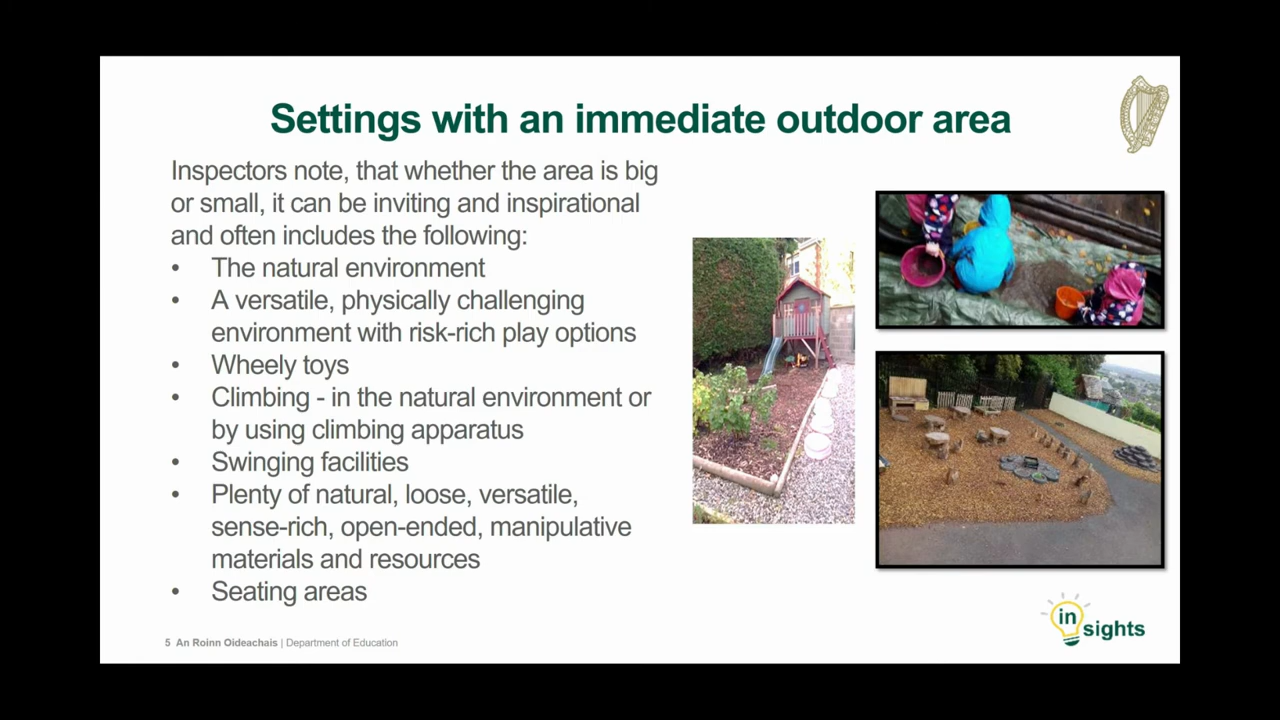 Settings with an immediate outdoor area
Inspectors note, that whether the area is big
or small, it can be inviting and inspirational
and often includes the following:
• The natural environment
• A versatile, physically challenging
environment with risk-rich play options
• Wheely toys
• Climbing - in the natural environment or
by using climbing apparatus
• Swinging facilities
• Plenty of natural, loose, versatile,
sense-rich, open-ended, manipulative
materials and resources
• Seating areas
5 An Roinn Oideachais | Department of Education
in
sights